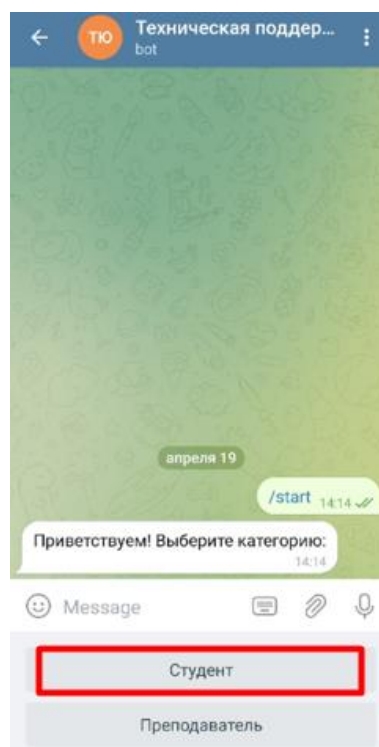 ТЮ
Техническая поддер...
bot
апреля 19
/start 14:14
Приветствуем! Выберите категорию:
14:14
Message
Студент
Преподаватель